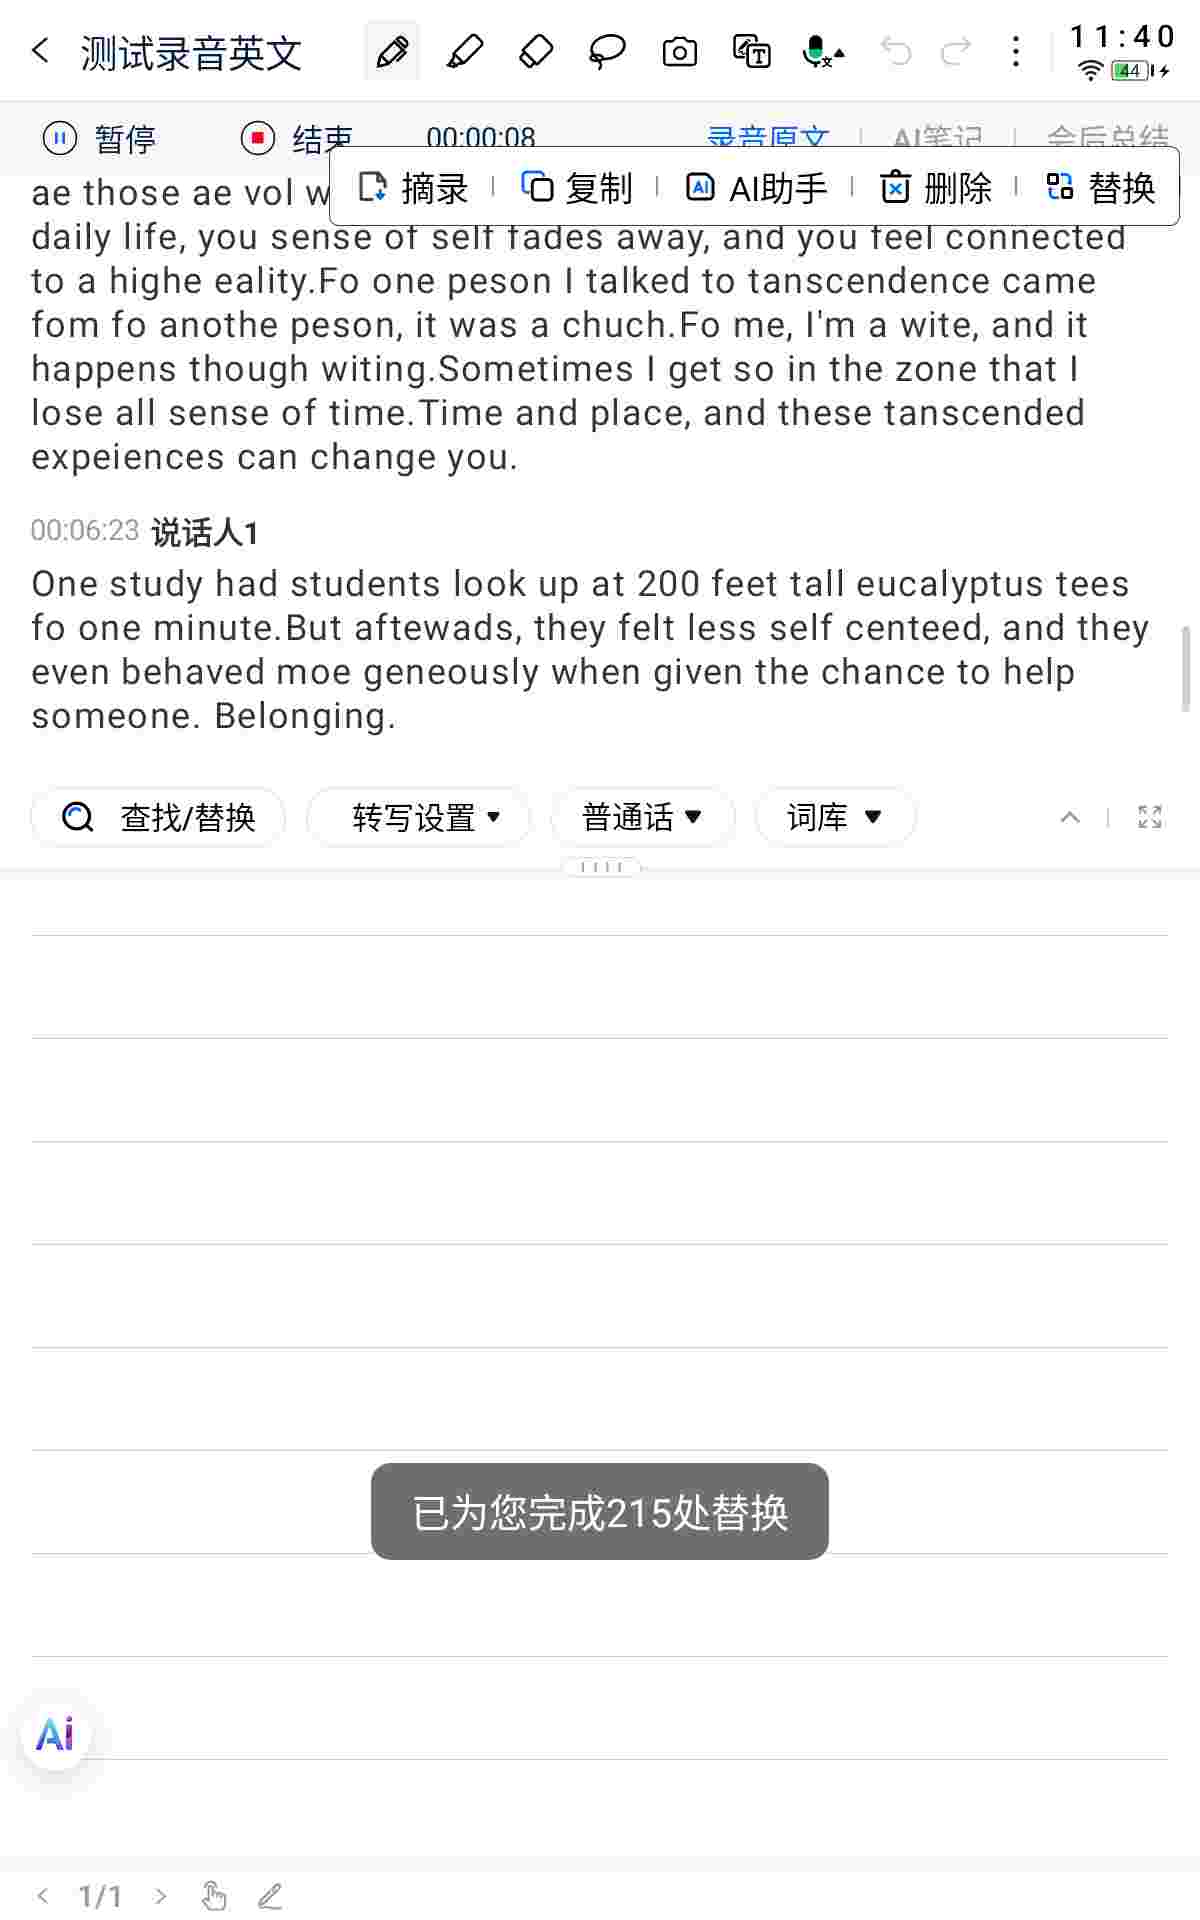 测试录音英文
11:40
44
暂停 结束 00:00:08 录音原文 AI笔记 会后总结
摘录 复制 AI助手 删除 替换
ae those ae vol w
daily life, you sense of self fades away, and you feel connected
to a highe eality.Fo one peson I talked to tanscendence came
fom fo anothe peson, it was a chuch.Fo me, I'm a wite, and it
happens though witing.Sometimes I get so in the zone that I
lose all sense of time.Time and place, and these tanscended
expeiences can change you.
00:06:23 说话人1
One study had students look up at 200 feet tall eucalyptus tees
fo one minute.But aftewads, they felt less self centeed, and they
even behaved moe geneously when given the chance to help
someone. Belonging.
查找/替换 转写设置 普通话 词库
已为您完成215处替换
Ai
1/1